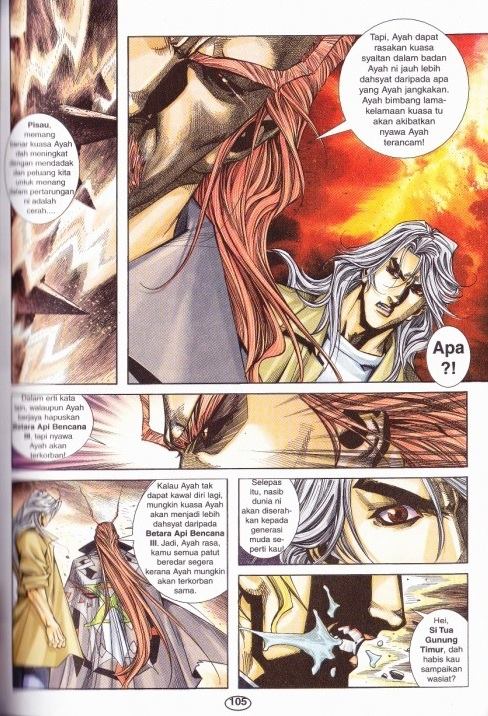 Pisau,
memang
kuasa Ayah
dah meningkat
dengan mendadak
dan peluang kita
untuk menang
dalam pertarungan
ni adalah
cerah....
Tapi, Ayah dapat
rasakan kuasa
syaitan dalam badan
Ayah ni jauh lebih
dahsyat daripada apa
yang Ayah jangkakan.
Ayah bimbang lama-
kelamaan kuasa tu
akan akibatkan
nyawa Ayah
terancam!
Apa
?!
Dalam erti kata
lain, walaupun Ayah
berjaya hapuskan
Betara Api Bencana
III, tapi nyawa
Ayah akan
terkorban!
Kalau Ayah tak
dapat kawal diri lagi,
mungkin kuasa Ayah
akan menjadi lebih
dahsyat daripada
Betara Api Bencana
III. Jadi, Ayah rasa,
kamu semua patut
beredar segera
kerana Ayah mungkin
akan terkorban
sama.
Selepas
itu, nasib
dunia ni
akan diserah-
kan kepada
generasi
muda se-
perti kau!
Hei,
Si Tua
Gunung
Timur, dah
habis kau
sampaikan
wasiat?
105